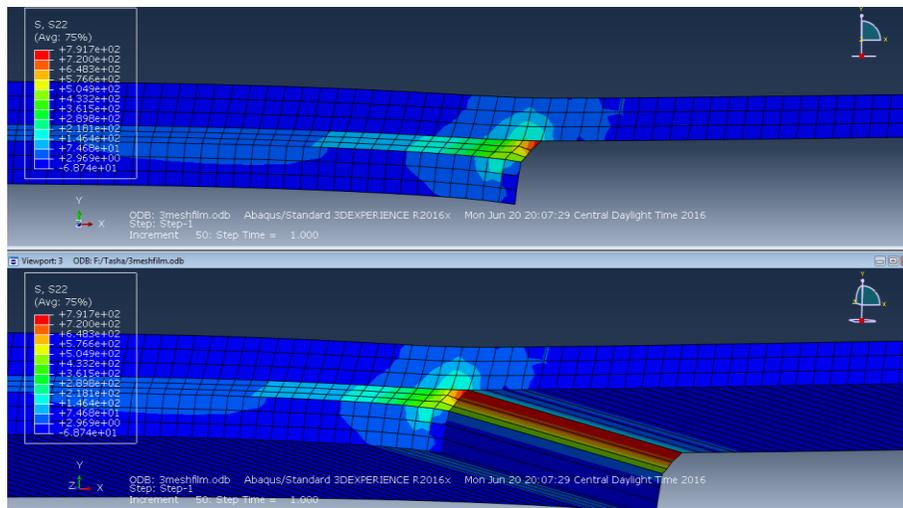 S, S22
(Avg: 75%)
+7.917e+02
+7.200e+02
+6.483e+02
+5.766e+02
+5.049e+02
+4.332e+02
+3.615e+02
+2.898e+02
+2.181e+02
+1.464e+02
+7.468e+01
+2.969e+00
-6.874e+01
Y
X
Y
X
ODB: 3meshfilm.odb Abaqus/Standard 3DEXPERIENCE R2016x Mon Jun 20 20:07:29 Central Daylight Time 2016
Step: Step-1
Increment 50: Step Time = 1.000
Viewport: 3 ODB: F:/Tasha/3meshfilm.odb
S, S22
(Avg: 75%)
+7.917e+02
+7.200e+02
+6.483e+02
+5.766e+02
+5.049e+02
+4.332e+02
+3.615e+02
+2.898e+02
+2.181e+02
+1.464e+02
+7.468e+01
+2.969e+00
-6.874e+01
Y
X
Y
Z X
ODB: 3meshfilm.odb Abaqus/Standard 3DEXPERIENCE R2016x Mon Jun 20 20:07:29 Central Daylight Time 2016
Step: Step-1
Increment 50: Step Time = 1.000